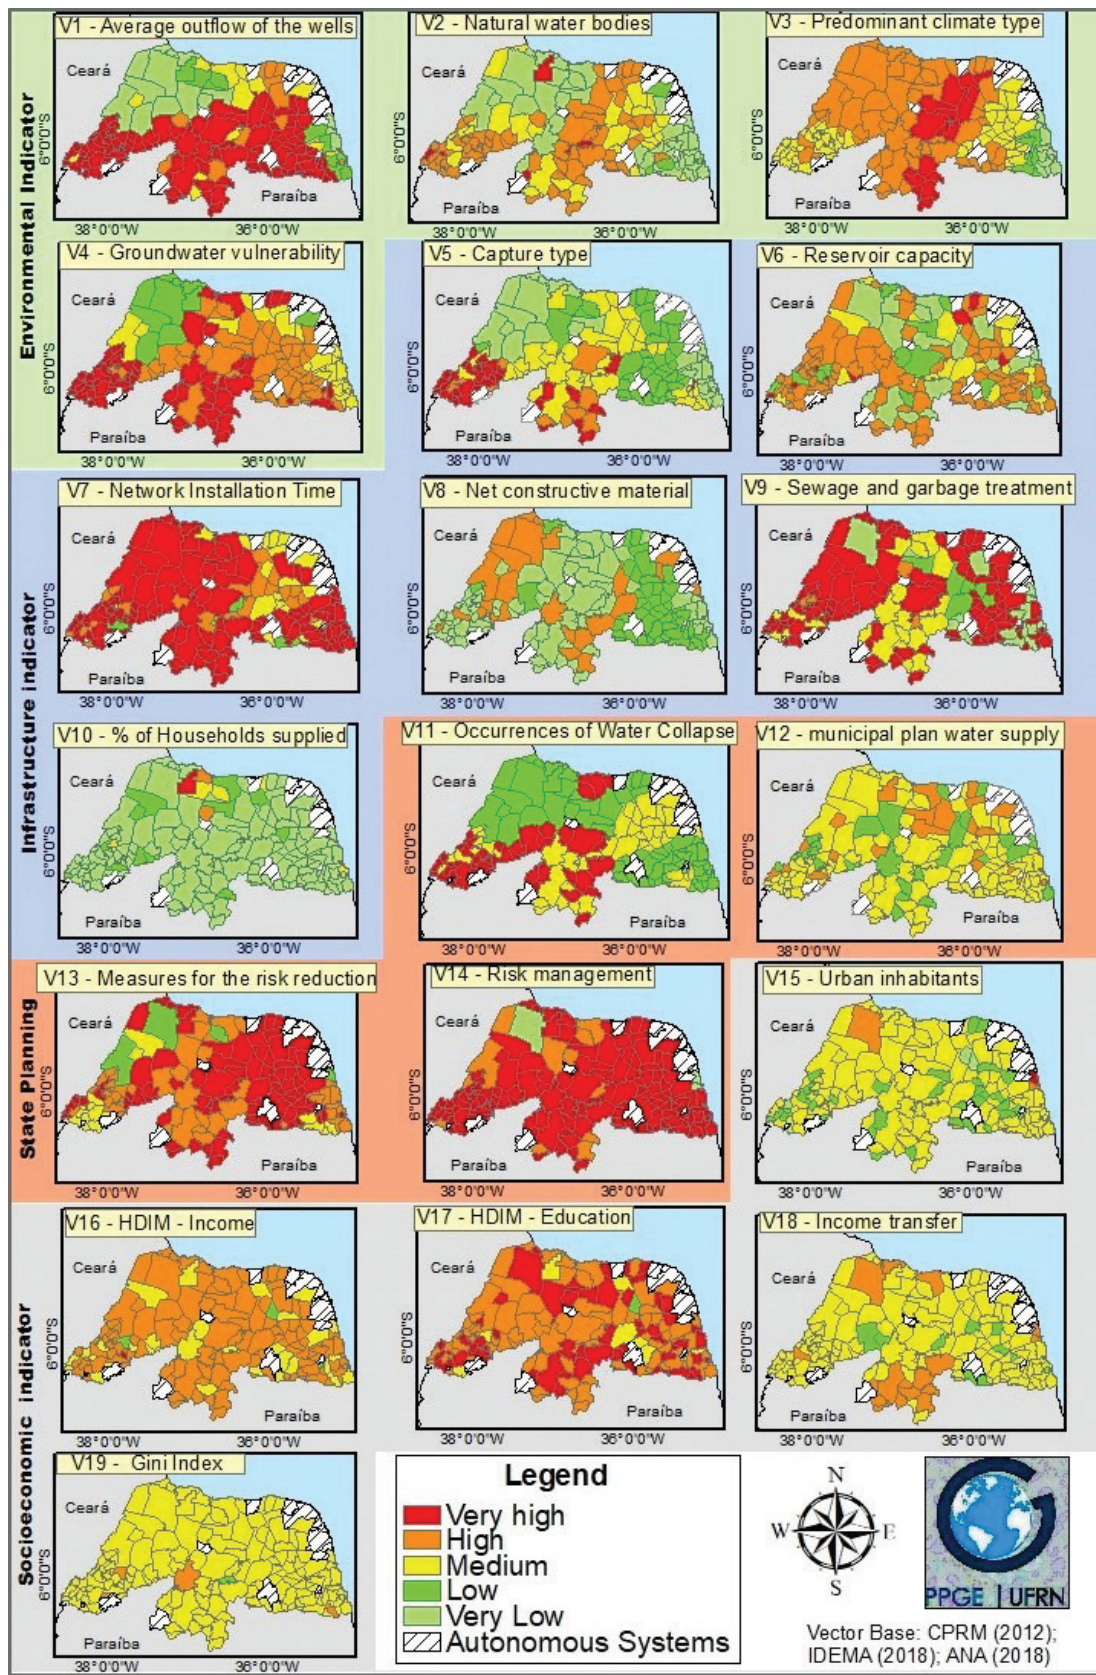 Environmental Indicator
V1 - Average outflow of the wells
Ceará
6°0'0"S
Paraíba
38°0'0"W 36°0'0"W
V2 - Natural water bodies
Ceará
6°0'0"S
Paraíba
38°0'0"W 36°0'0"W
V3 - Predominant climate type
Ceará
6°0'0"S
Paraíba
38°0'0"W 36°0'0"W
V4 - Groundwater vulnerability
Ceará
6°0'0"S
Paraíba
38°0'0"W 36°0'0"W
Infrastructure indicator
V5 - Capture type
Ceará
6°0'0"S
Paraíba
38°0'0"W 36°0'0"W
V6 - Reservoir capacity
Ceará
6°0'0"S
Paraíba
38°0'0"W 36°0'0"W
V7 - Network Installation Time
Ceará
6°0'0"S
Paraíba
38°0'0"W 36°0'0"W
V8 - Net constructive material
Ceará
6°0'0"S
Paraíba
38°0'0"W 36°0'0"W
V9 - Sewage and garbage treatment
Ceará
6°0'0"S
Paraíba
38°0'0"W 36°0'0"W
V10 - % of Households supplied
Ceará
6°0'0"S
Paraíba
38°0'0"W 36°0'0"W
State Planning
V11 - Occurrences of Water Collapse
Ceará
6°0'0"S
Paraíba
38°0'0"W 36°0'0"W
V12 - municipal plan water supply
Ceará
6°0'0"S
Paraíba
38°0'0"W 36°0'0"W
V13 - Measures for the risk reduction
Ceará
6°0'0"S
Paraíba
38°0'0"W 36°0'0"W
V14 - Risk management
Ceará
6°0'0"S
Paraíba
38°0'0"W 36°0'0"W
Socioeconomic indicator
V15 - Urban inhabitants
Ceará
6°0'0"S
Paraíba
38°0'0"W 36°0'0"W
V16 - HDIM - Income
Ceará
6°0'0"S
Paraíba
38°0'0"W 36°0'0"W
V17 - HDIM - Education
Ceará
6°0'0"S
Paraíba
38°0'0"W 36°0'0"W
V18 - Income transfer
Ceará
6°0'0"S
Paraíba
38°0'0"W 36°0'0"W
V19 - Gini Index
Ceará
6°0'0"S
Paraíba
38°0'0"W 36°0'0"W
Legend
Very high
High
Medium
Low
Very Low
Autonomous Systems
N
W E
S
PPGE | UFRN
Vector Base: CPRM (2012);
IDEMA (2018); ANA (2018)